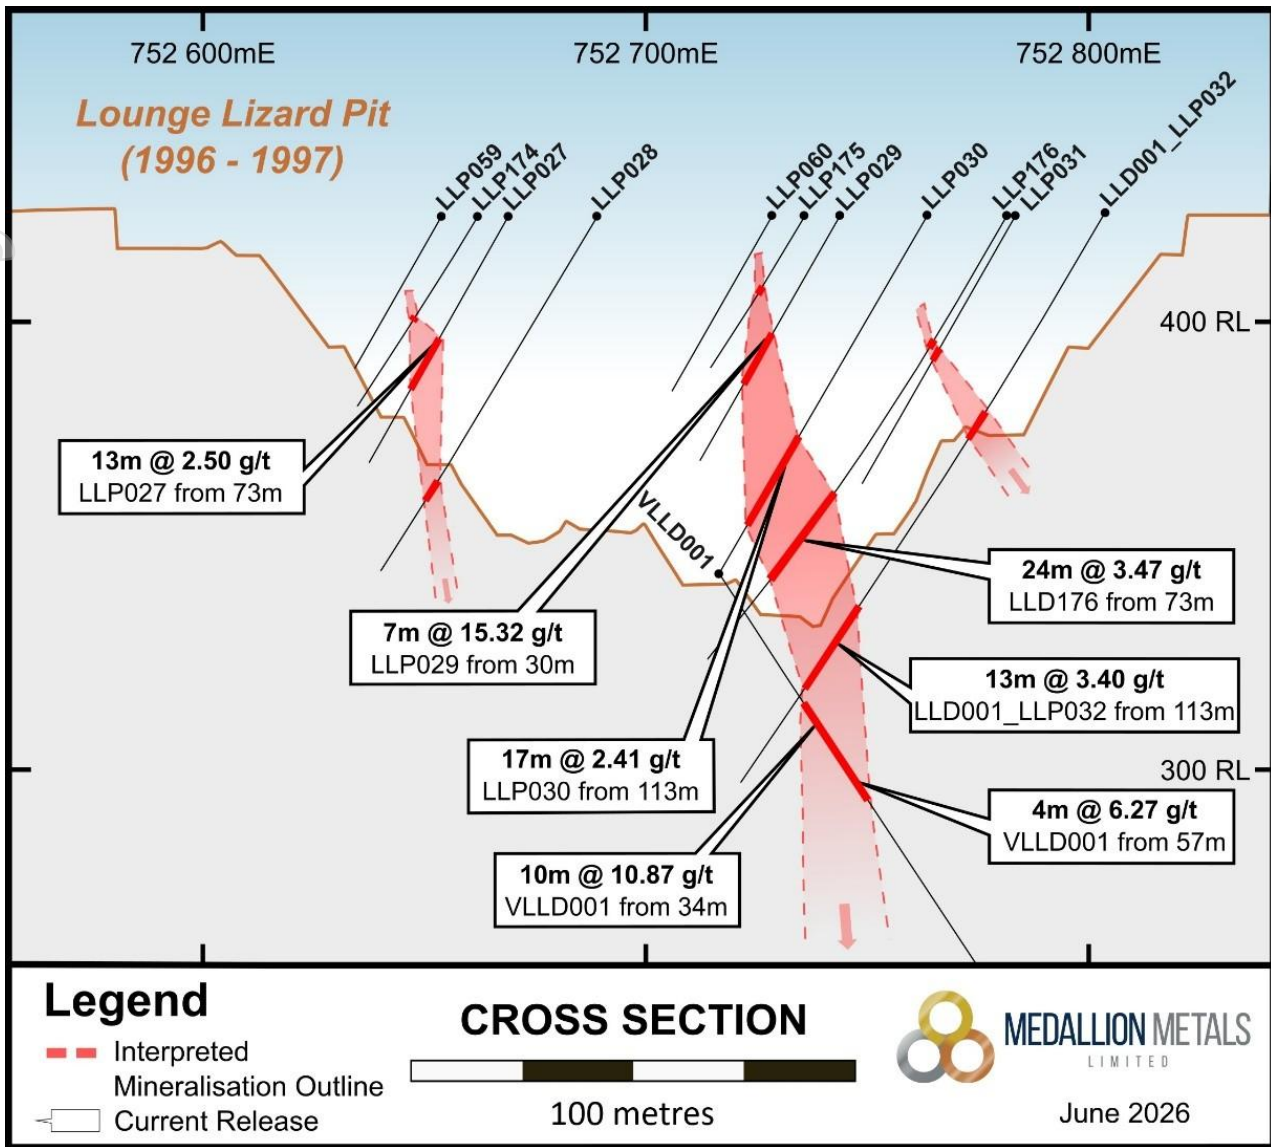 752 600mE
752 700mE
752 800mE
Lounge Lizard Pit
(1996 - 1997)
LLP059
LLP174
LLP027
LLP028
LLP060
LLP175
LLP029
LLP030
LLP176
LLP031
LLD001_LLP032
400 RL
13m @ 2.50 g/t
LLP027 from 73m
VLLD001
24m @ 3.47 g/t
LLD176 from 73m
7m @ 15.32 g/t
LLP029 from 30m
13m @ 3.40 g/t
LLD001_LLP032 from 113m
17m @ 2.41 g/t
LLP030 from 113m
300 RL
4m @ 6.27 g/t
VLLD001 from 57m
10m @ 10.87 g/t
VLLD001 from 34m
Legend
Interpreted
Mineralisation Outline
Current Release
CROSS SECTION
100 metres
MEDALLION METALS
LIMITED
June 2026